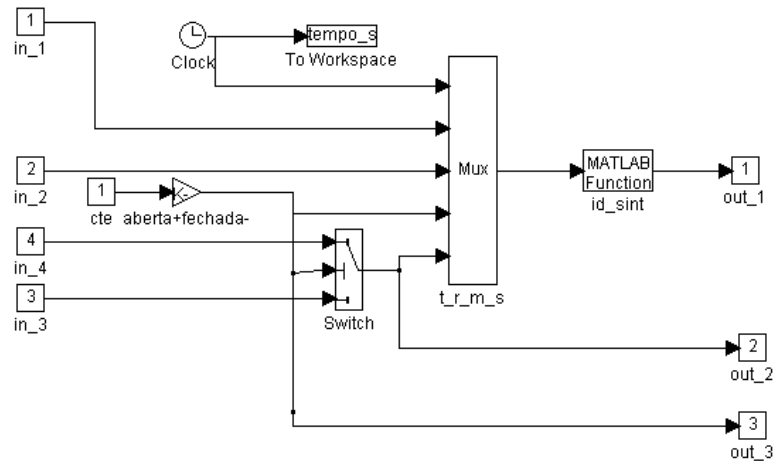 1
in_1
Clock
tempo_s
To Workspace
2
in_2
1
cte
K-
aberta+fechada-
4
in_4
3
in_3
Switch
Mux
t_r_m_s
MATLAB
Function
id_sint
1
out_1
2
out_2
3
out_3